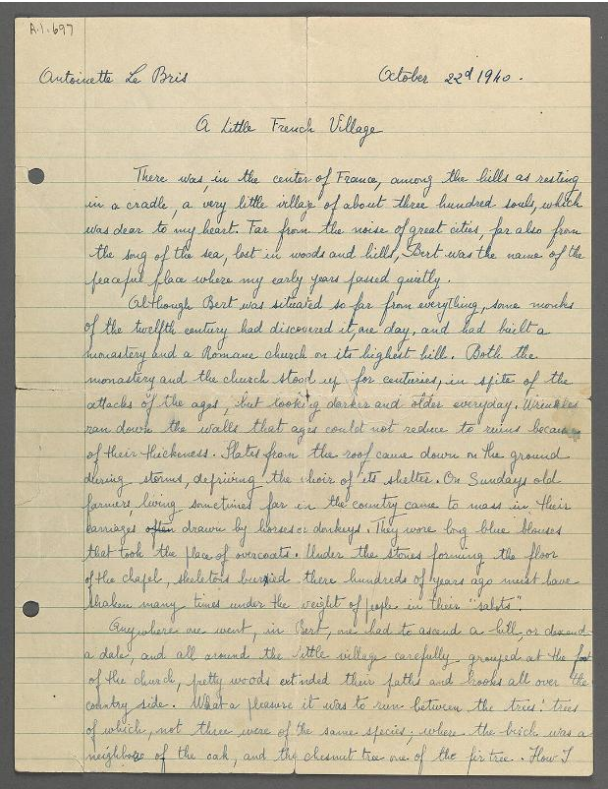 A.1.697
Antoinette Le Bris October 22d 1940.
A Little French Village
There was, in the center of France, among the hills as resting
in a cradle, a very little village of about three hundred souls, which
was dear to my heart. Far from the noise of great cities, far also from
the song of the sea, lost in woods and hills, Bert was the name of the
peaceful place where my early years passed quietly.
Although Bert was situated so far from everything, some monks
of the twelfth century had discovered it, one day, and had built a
monastery and a Romane church on its highest hill. Both the
monastery and the church stood up for centuries, in spite of the
attacks of the ages, but looking darker and older everyday. Wrinkles
ran down the walls that ages could not reduce to ruins because
of their thickness. Slates from the roof came down on the ground
during storms, depriving the choir of its shelter. On Sundays old
farmers, living sometimes far in the country came to mass in their
carriages often drawn by horses or donkeys. They wore long blue blouses
that took the place of overcoats. Under the stones forming the floor
of the chapel, skeletons burried there hundreds of years ago must have
shaken many times under the weight of people in their "sabots".
Anywhere one went, in Bert, one had to ascend a hill, or descend
a dale, and all around the little village carefully grouped at the foot
of the church, pretty woods extended their paths and brooks all over the
country side. What a pleasure it was to run between the trees! trees
of which, not three were of the same species; where the birch was a
neighbor of the oak, and the chesnut tree one of the fir tree. How I